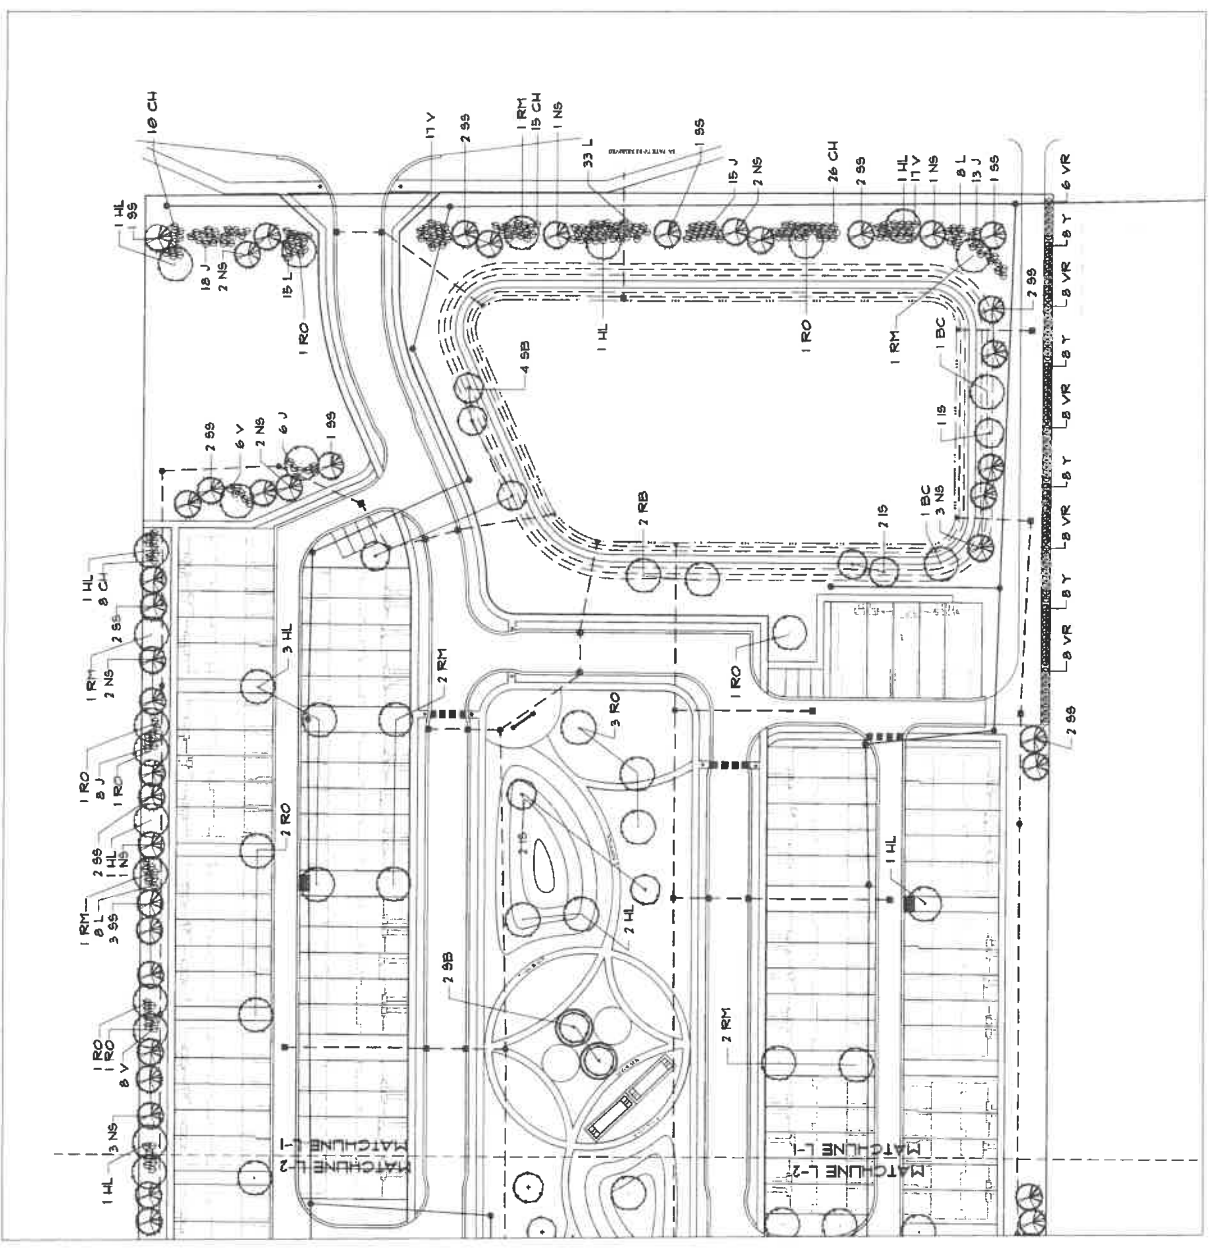 10 CH
1 HL
1 SS
18 J
2 NS
15 L
1 RO
17 V
2 SS
1 RM
15 CH
1 NS
33 L
1 SS
15 J
2 NS
26 CH
2 SS
1 HL
17 V
1 NS
8 L
13 J
1 SS
6 VR
8 Y
8 VR
8 Y
8 VR
8 Y
8 VR
8 Y
8 VR
2 SS
1 BC
1 RM
1 RO
1 HL
4 SB
1 IS
1 BC
3 NS
2 IS
2 RB
2 SS
6 V
2 NS
6 J
1 SS
1 HL
8 CH
2 SS
1 RM
2 NS
3 HL
2 RM
1 RO
8 J
1 RO
2 RO
3 RO
1 RO
2 SS
2 SS
1 HL
1 NS
1 RM
8 L
3 SS
2 IS
2 HL
1 HL
2 SB
2 RM
1 RO
1 RO
8 V
3 NS
1 HL
MATCHLINE L-1
MATCHLINE L-2
MATCHLINE L-1
MATCHLINE L-2